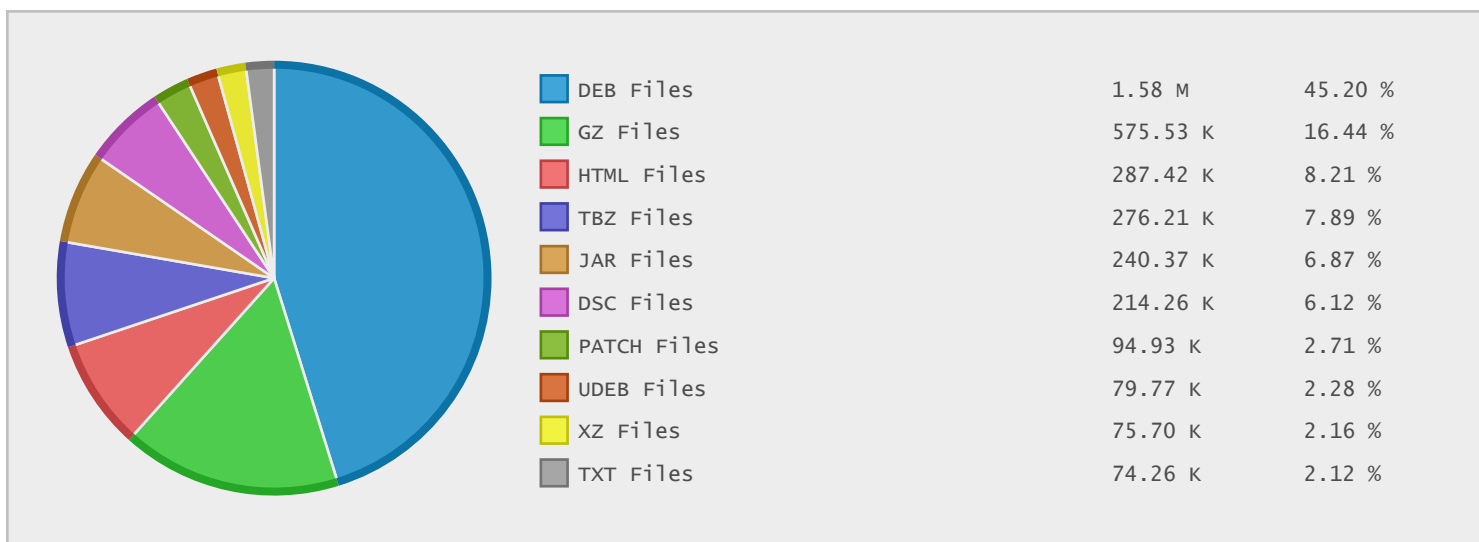 DEB Files 1.58 M 45.20 %
GZ Files 575.53 K 16.44 %
HTML Files 287.42 K 8.21 %
TBZ Files 276.21 K 7.89 %
JAR Files 240.37 K 6.87 %
DSC Files 214.26 K 6.12 %
PATCH Files 94.93 K 2.71 %
UDEB Files 79.77 K 2.28 %
XZ Files 75.70 K 2.16 %
TXT Files 74.26 K 2.12 %